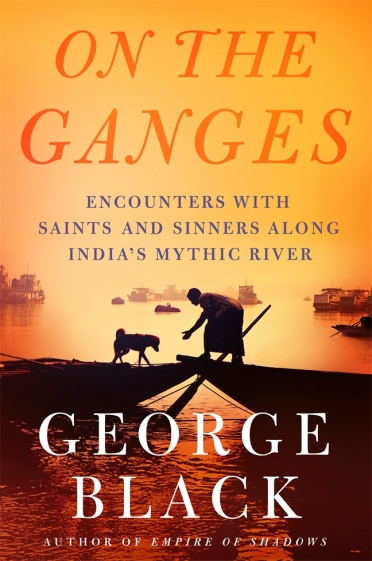 ON THE
GANGES
ENCOUNTERS WITH
SAINTS AND SINNERS ALONG
INDIA'S MYTHIC RIVER
GEORGE
BLACK
AUTHOR OF EMPIRE OF SHADOWS